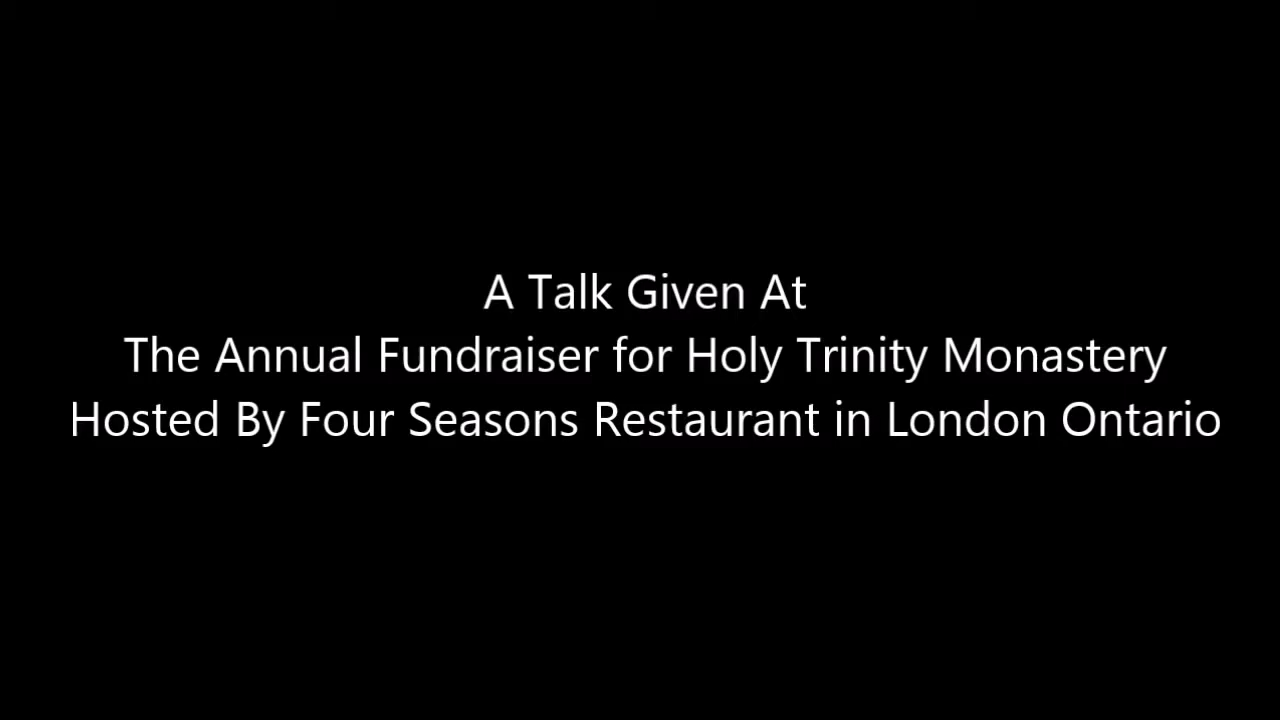 A Talk Given At
The Annual Fundraiser for Holy Trinity Monastery
Hosted By Four Seasons Restaurant in London Ontario